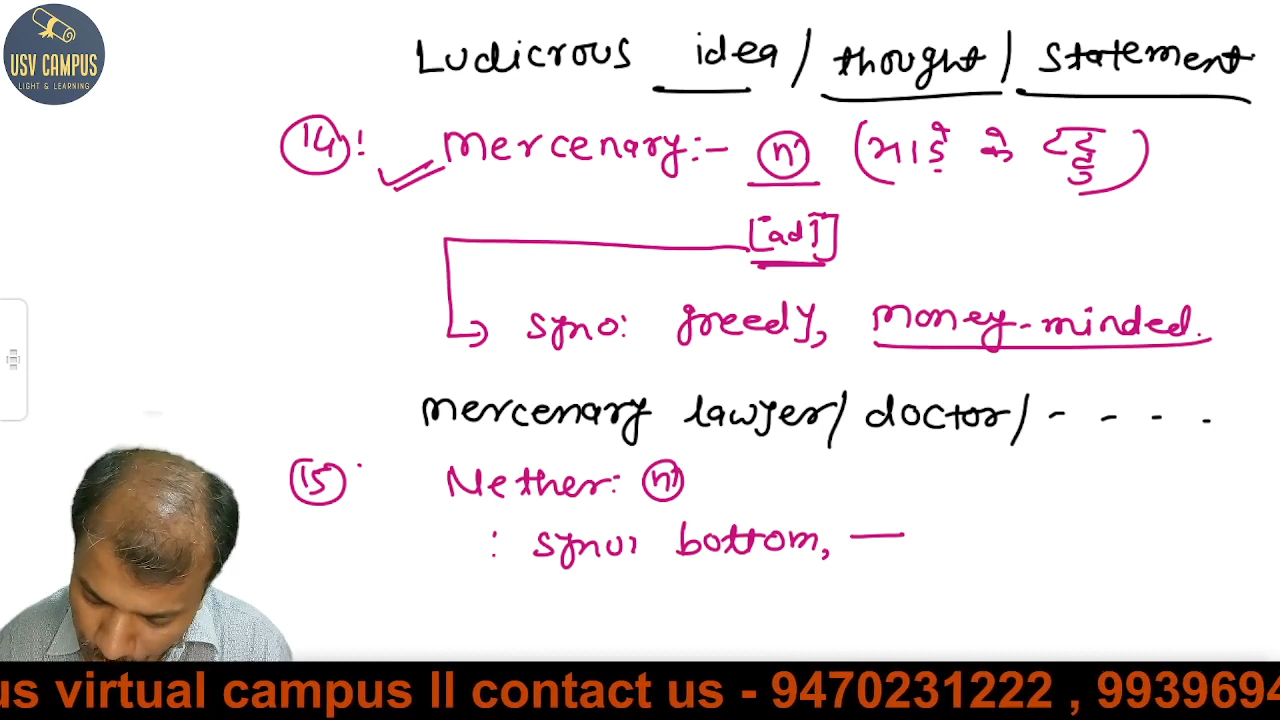 USV CAMPUS
LIGHT & LEARNING
Ludicrous idea / thought / statement
14 ! mercenary :- n (भाड़े के टट्टू)
[adj]
syno: greedy, money-minded.
mercenary lawyer / doctor / - - - -
15 Nether: n
: syno: bottom, —
us virtual campus ll contact us - 9470231222 , 9939694